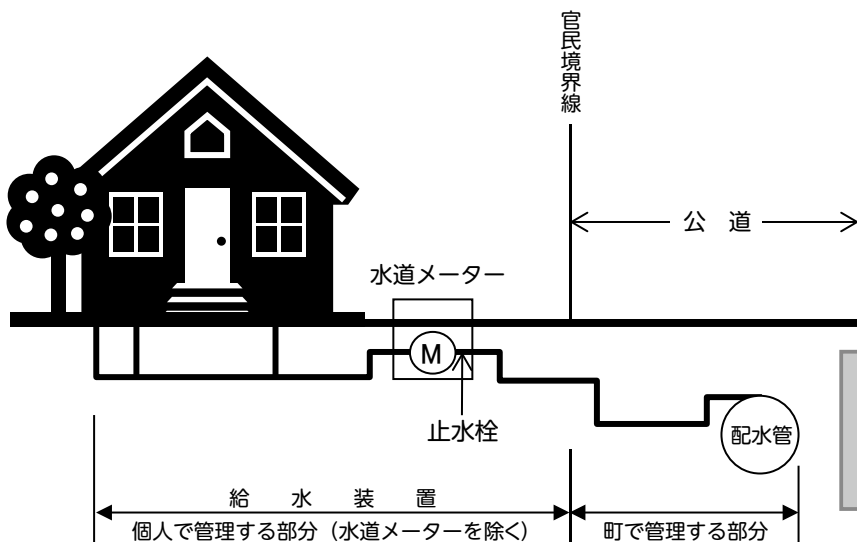 官民境界線
公道
水道メーター
M
止水栓
配水管
給水装置
個人で管理する部分(水道メーターを除く)
町で管理する部分